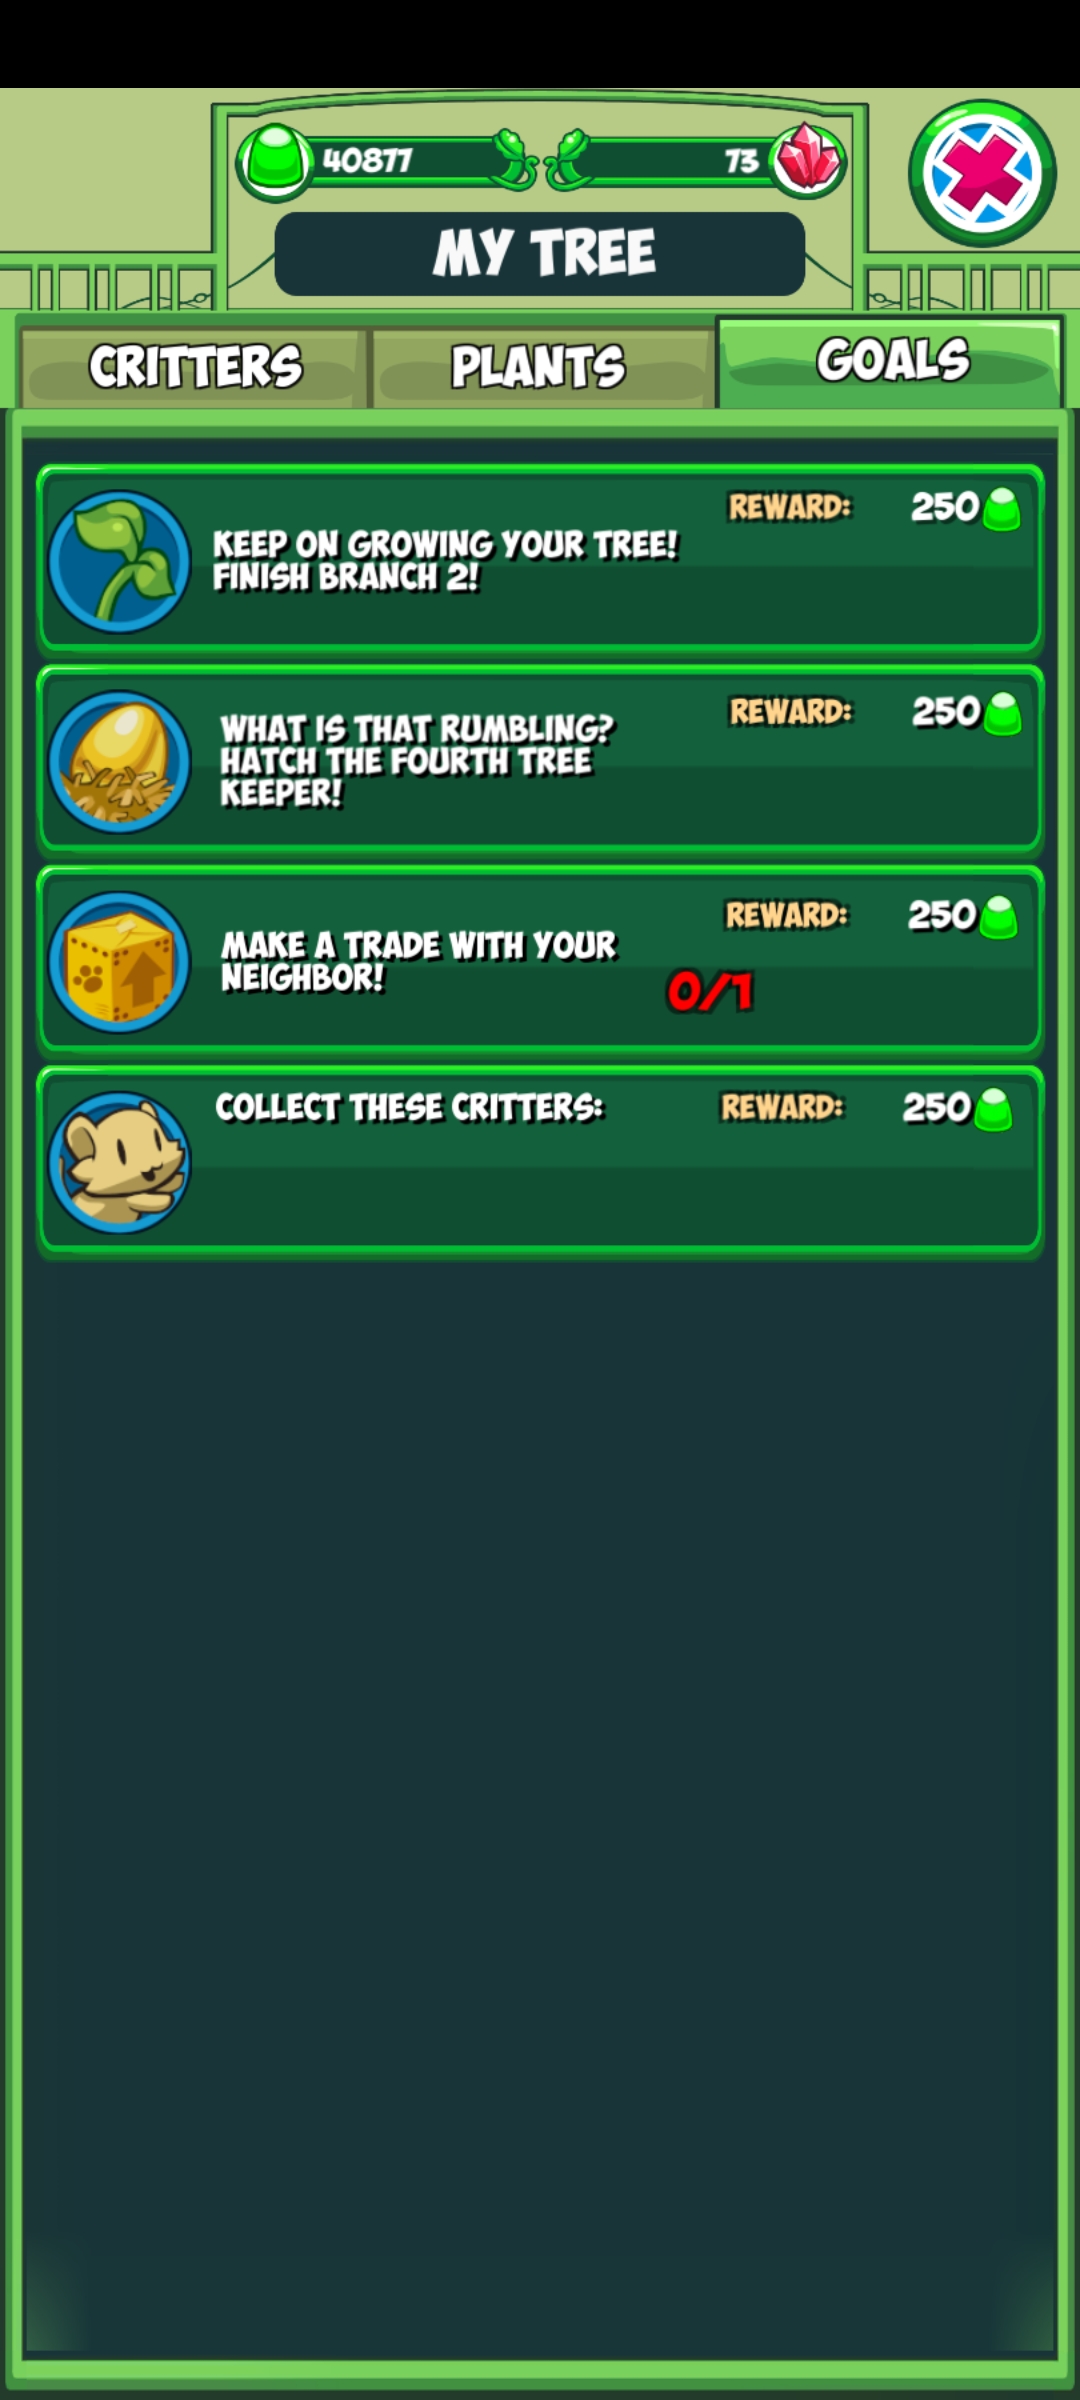 40877
73
MY TREE
CRITTERS
PLANTS
GOALS
REWARD: 250
KEEP ON GROWING YOUR TREE!
FINISH BRANCH 2!
REWARD: 250
WHAT IS THAT RUMBLING?
HATCH THE FOURTH TREE
KEEPER!
REWARD: 250
MAKE A TRADE WITH YOUR
NEIGHBOR!
0/1
COLLECT THESE CRITTERS:
REWARD: 250